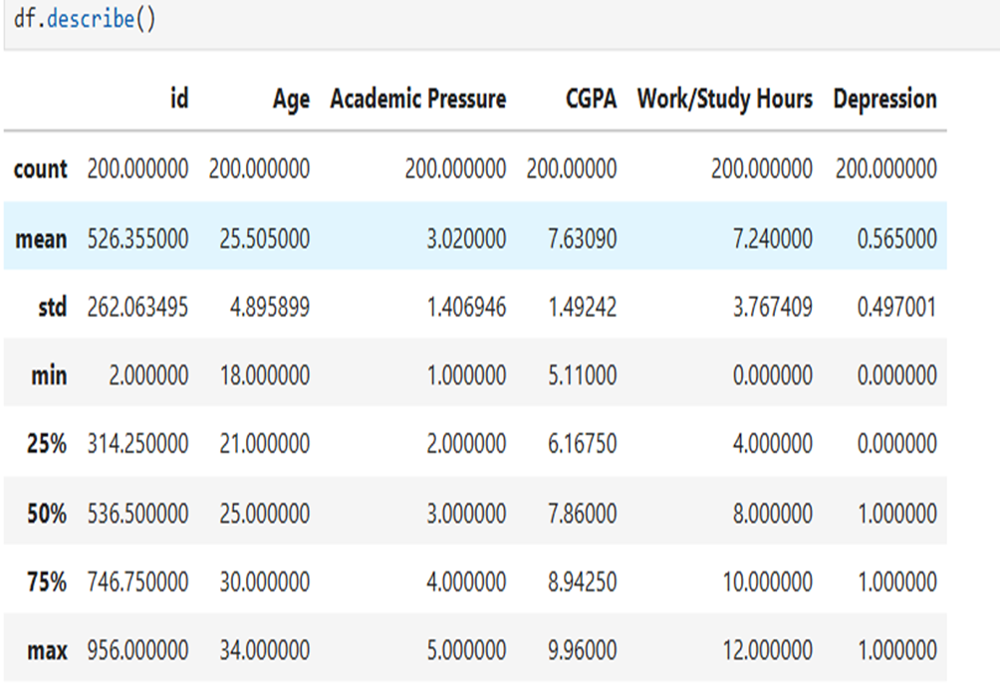 df.describe()
id Age Academic Pressure CGPA Work/Study Hours Depression
count 200.000000 200.000000 200.000000 200.00000 200.000000 200.000000
mean 526.355000 25.505000 3.020000 7.63090 7.240000 0.565000
std 262.063495 4.895899 1.406946 1.49242 3.767409 0.497001
min 2.000000 18.000000 1.000000 5.11000 0.000000 0.000000
25% 314.250000 21.000000 2.000000 6.16750 4.000000 0.000000
50% 536.500000 25.000000 3.000000 7.86000 8.000000 1.000000
75% 746.750000 30.000000 4.000000 8.94250 10.000000 1.000000
max 956.000000 34.000000 5.000000 9.96000 12.000000 1.000000